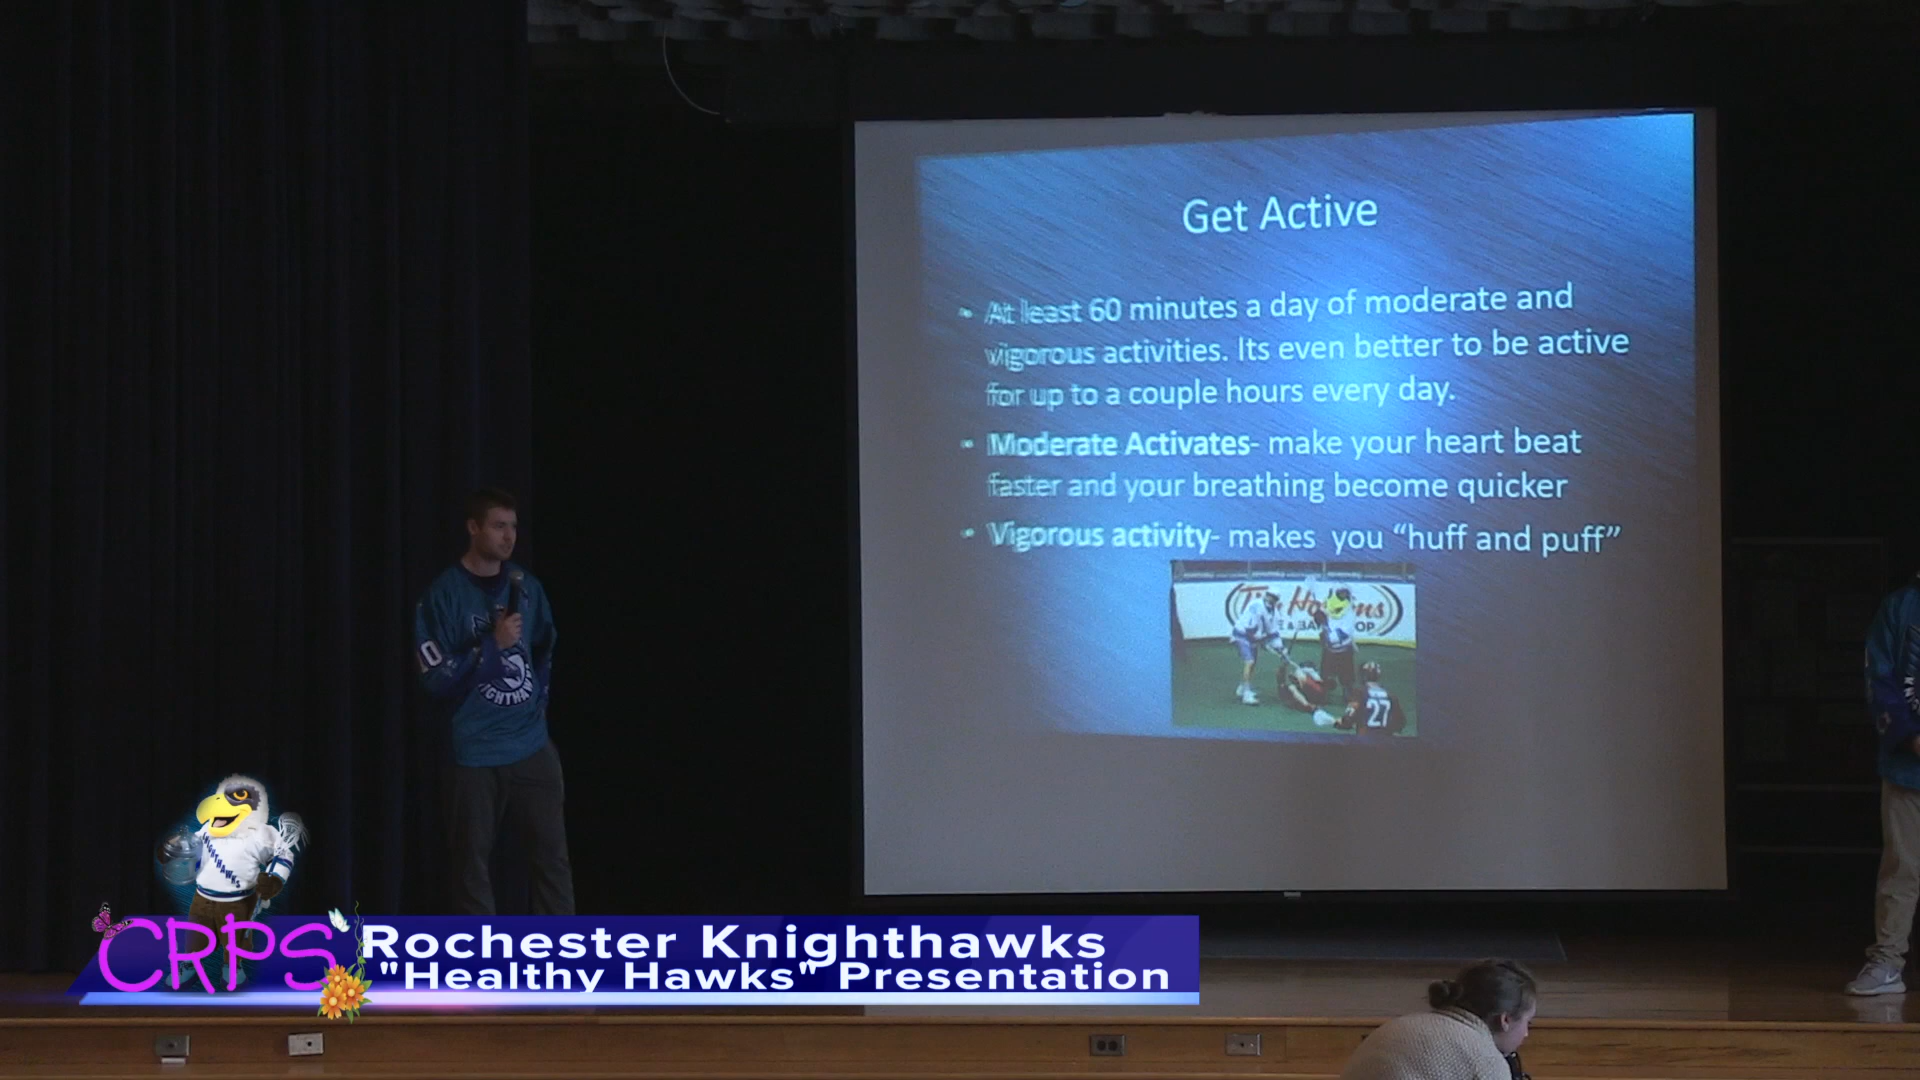 Get Active
• At least 60 minutes a day of moderate and
vigorous activities. Its even better to be active
for up to a couple hours every day.
• Moderate Activates- make your heart beat
faster and your breathing become quicker
• Vigorous activity- makes you “huff and puff”
27
10
KNIGHTHAWKS
CRPS
Rochester Knighthawks
"Healthy Hawks" Presentation